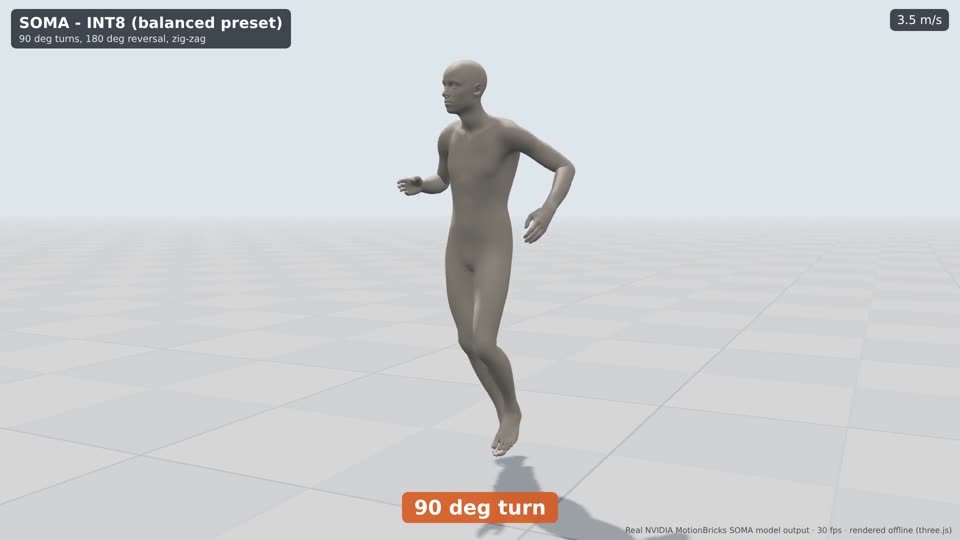 SOMA - INT8 (balanced preset)
90 deg turns, 180 deg reversal, zig-zag
3.5 m/s
90 deg turn
Real NVIDIA MotionBricks SOMA model output · 30 fps · rendered offline (three.js)